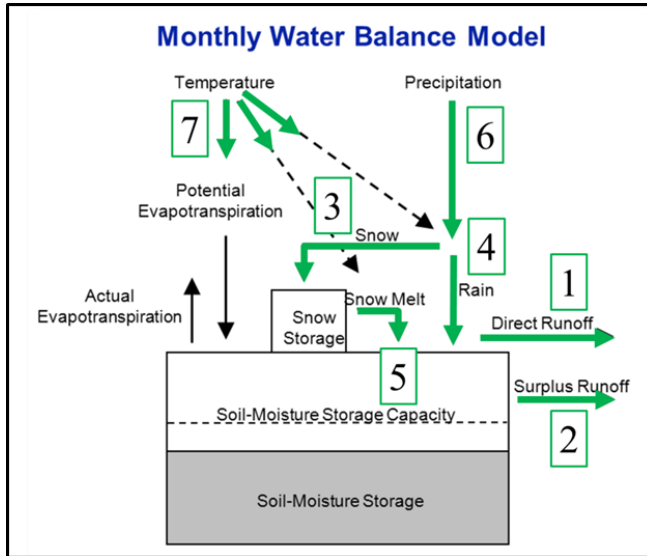 Monthly Water Balance Model
Temperature
Precipitation
7
6
Potential
Evapotranspiration
3
Snow
4
Actual
Evapotranspiration
Snow
Storage
Snow Melt
Rain
1
Direct Runoff
5
Surplus Runoff
Soil-Moisture Storage Capacity
2
Soil-Moisture Storage